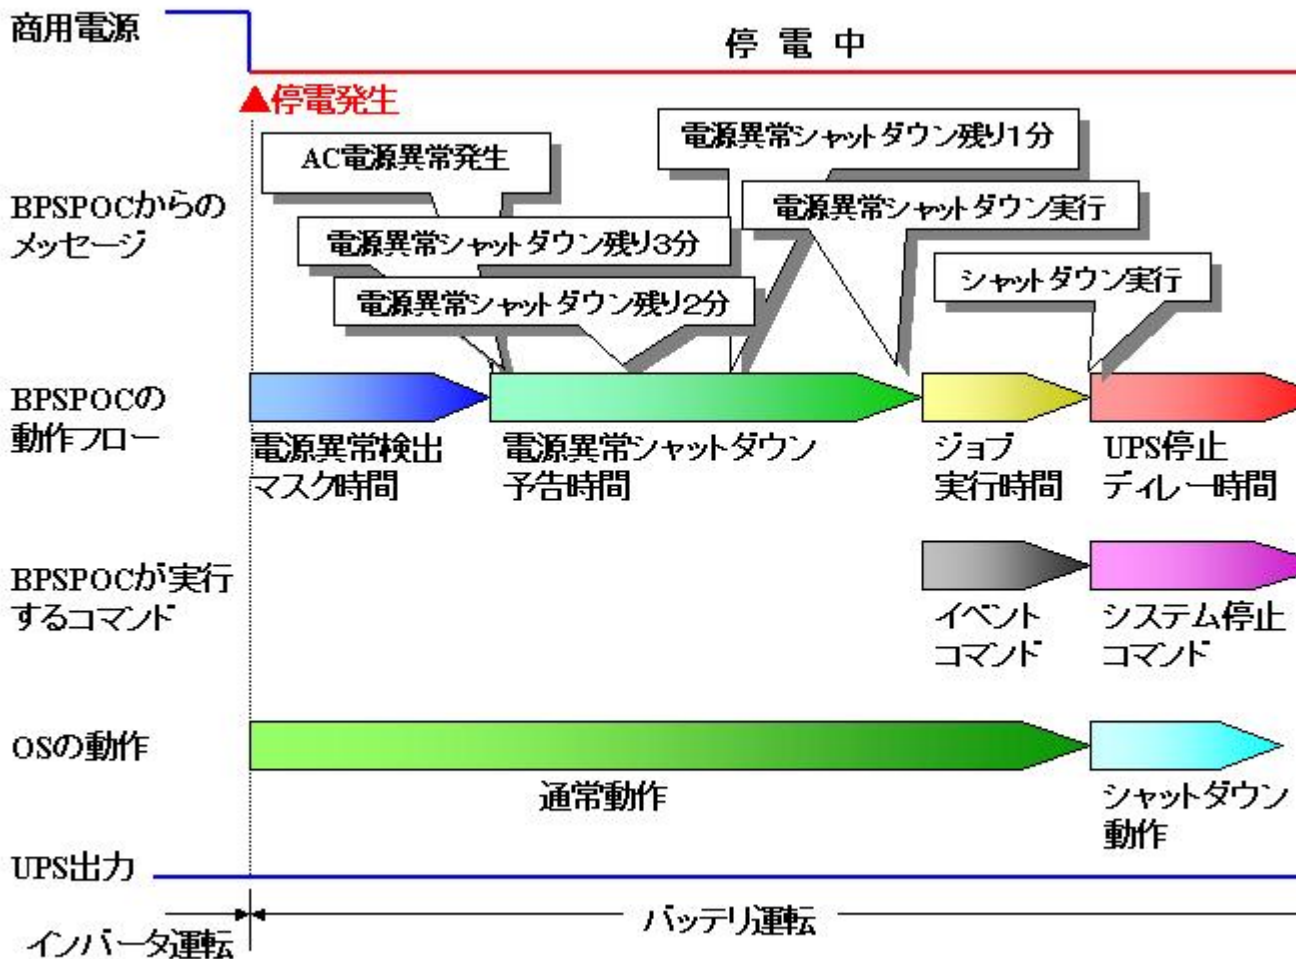 商用電源
停電中
▲停電発生
AC電源異常発生
電源異常シャットダウン残り1分
BPSPOCからの
メッセージ
電源異常シャットダウン実行
電源異常シャットダウン残り3分
シャットダウン実行
電源異常シャットダウン残り2分
BPSPOCの
動作フロー
電源異常検出
マスク時間
電源異常シャットダウン
予告時間
ジョブ
実行時間
UPS停止
ディレー時間
BPSPOCが実行
するコマンド
イベント
コマンド
システム停止
コマンド
OSの動作
通常動作
シャットダウン
動作
UPS出力
インバータ運転
バッテリ運転